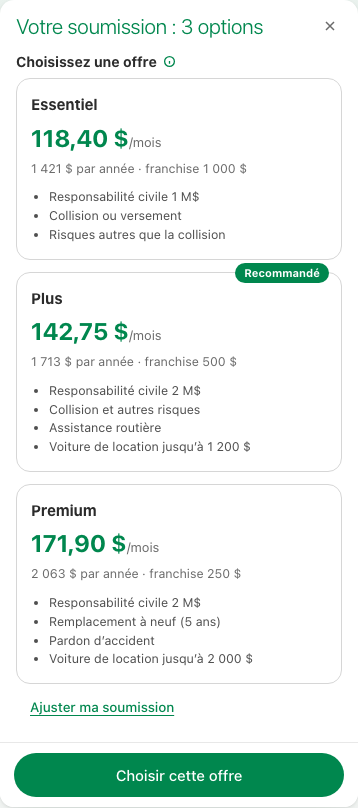 Votre soumission : 3 options
Choisissez une offre
Essentiel
118,40 $/mois
1 421 $ par année · franchise 1 000 $
• Responsabilité civile 1 M$
• Collision ou versement
• Risques autres que la collision
Recommandé
Plus
142,75 $/mois
1 713 $ par année · franchise 500 $
• Responsabilité civile 2 M$
• Collision et autres risques
• Assistance routière
• Voiture de location jusqu’à 1 200 $
Premium
171,90 $/mois
2 063 $ par année · franchise 250 $
• Responsabilité civile 2 M$
• Remplacement à neuf (5 ans)
• Pardon d’accident
• Voiture de location jusqu’à 2 000 $
Ajuster ma soumission
Choisir cette offre